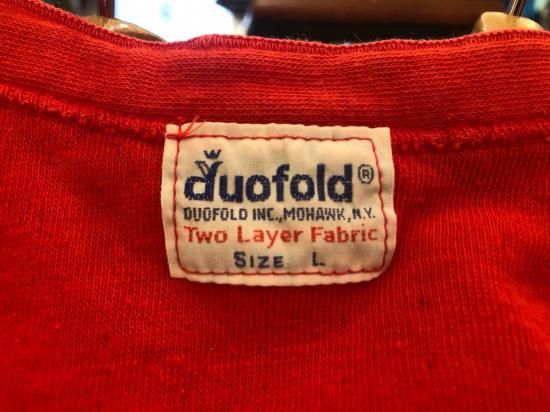 duofold®
DUOFOLD INC., MOHAWK, N.Y.
Two Layer Fabric
SIZE L